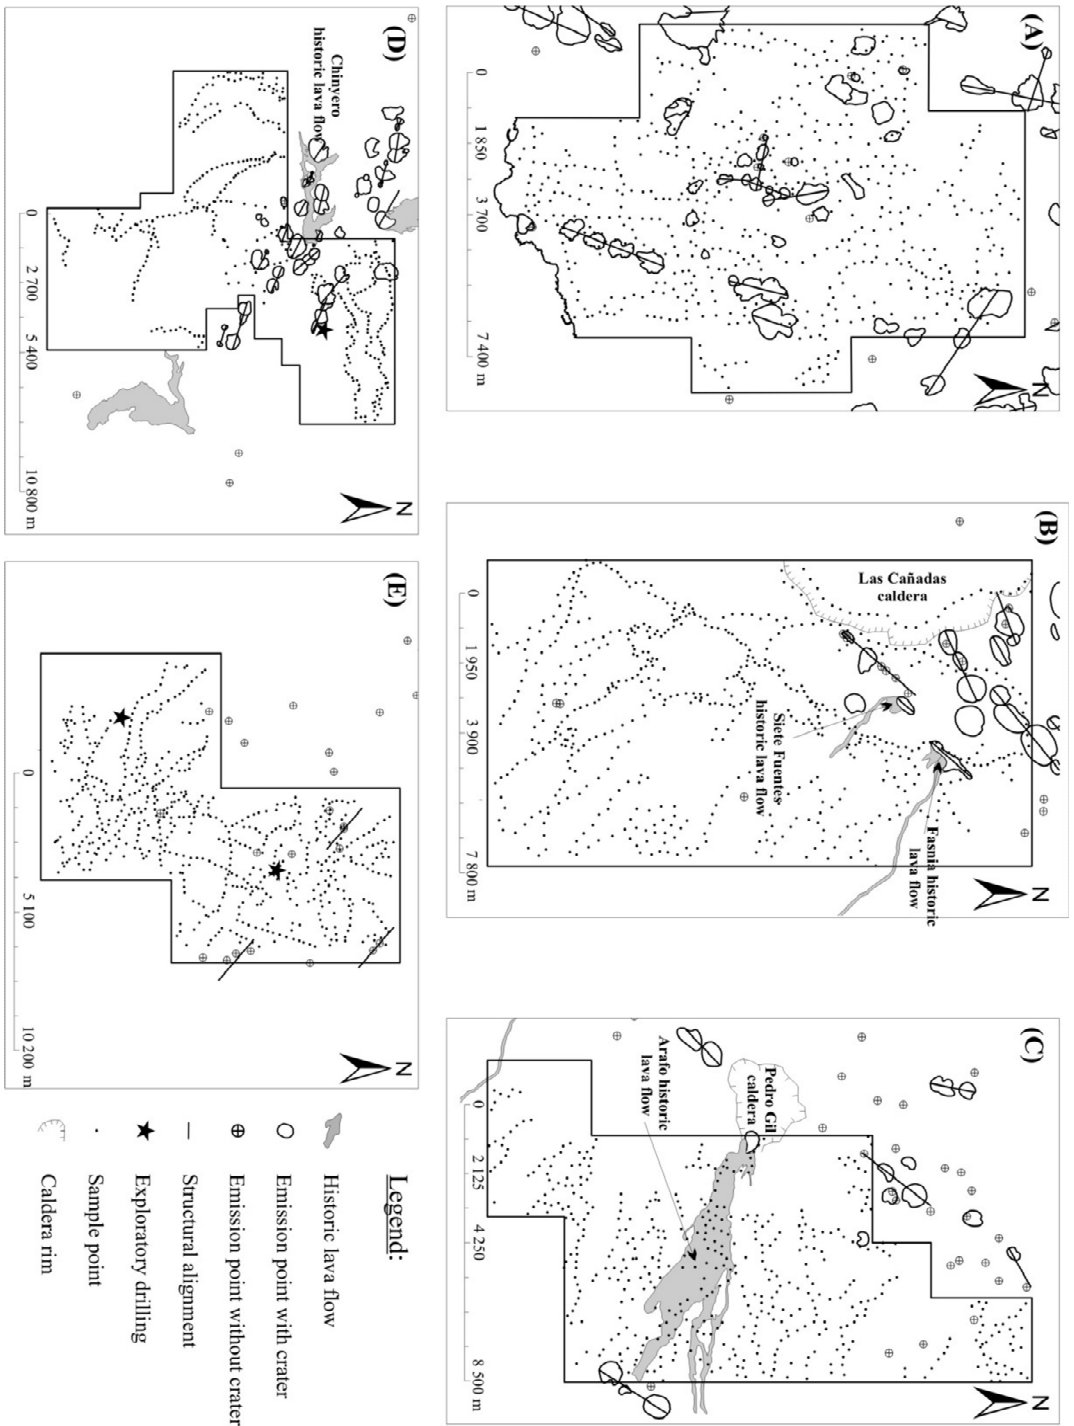 (A)
0
1 850
3 700
7 400 m
N
(B)
Las Cañadas
caldera
Siete Fuentes
historic lava flow
Fasnia historic
lava flow
0
1 950
3 900
7 800 m
N
(C)
Pedro Gil
caldera
Arafo historic
lava flow
0
2 125
4 250
8 500 m
N
(D)
Chinyero
historic lava flow
0
2 700
5 400
10 800 m
N
(E)
0
5 100
10 200 m
N
Legend:
Historic lava flow
Emission point with crater
Emission point without crater
Structural alignment
Exploratory drilling
Sample point
Caldera rim